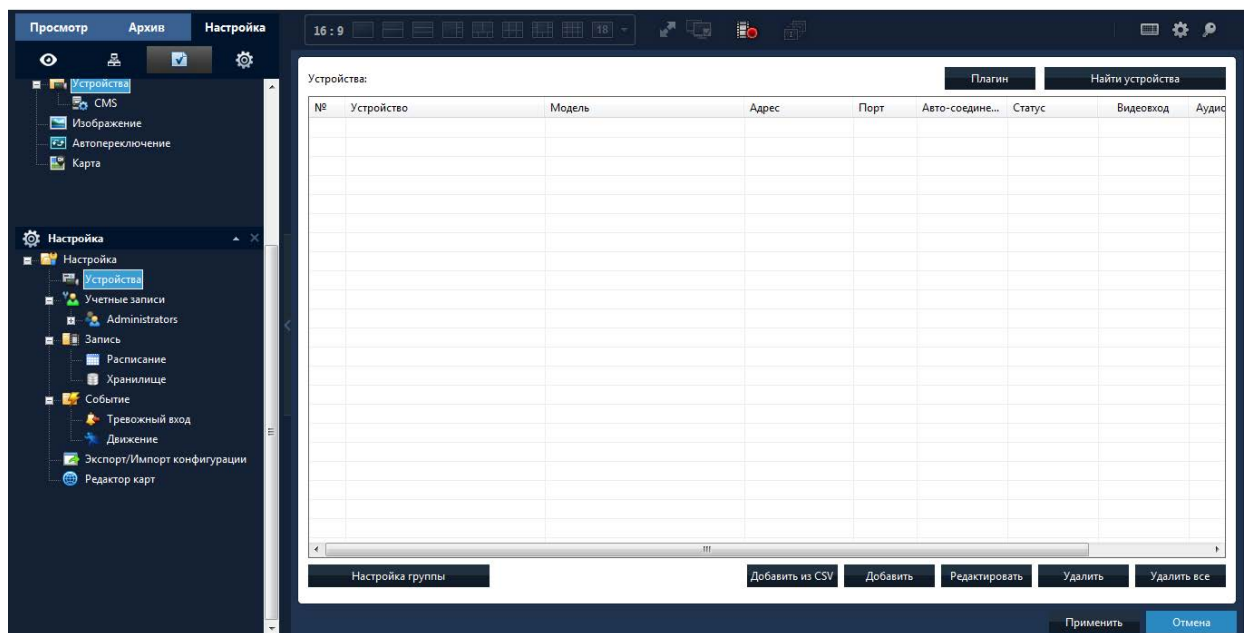 Просмотр Архив Настройка 16 : 9 18
Устройства
CMS
Изображение
Автопереключение
Карта
Настройка
Настройка
Устройства
Учетные записи
Administrators
Запись
Расписание
Хранилище
Событие
Тревожный вход
Движение
Экспорт/Импорт конфигурации
Редактор карт
Устройства: Плагин Найти устройства
№ Устройство Модель Адрес Порт Авто-соедине... Статус Видеовход Аудис
Настройка группы Добавить из CSV Добавить Редактировать Удалить Удалить все
Применить Отмена